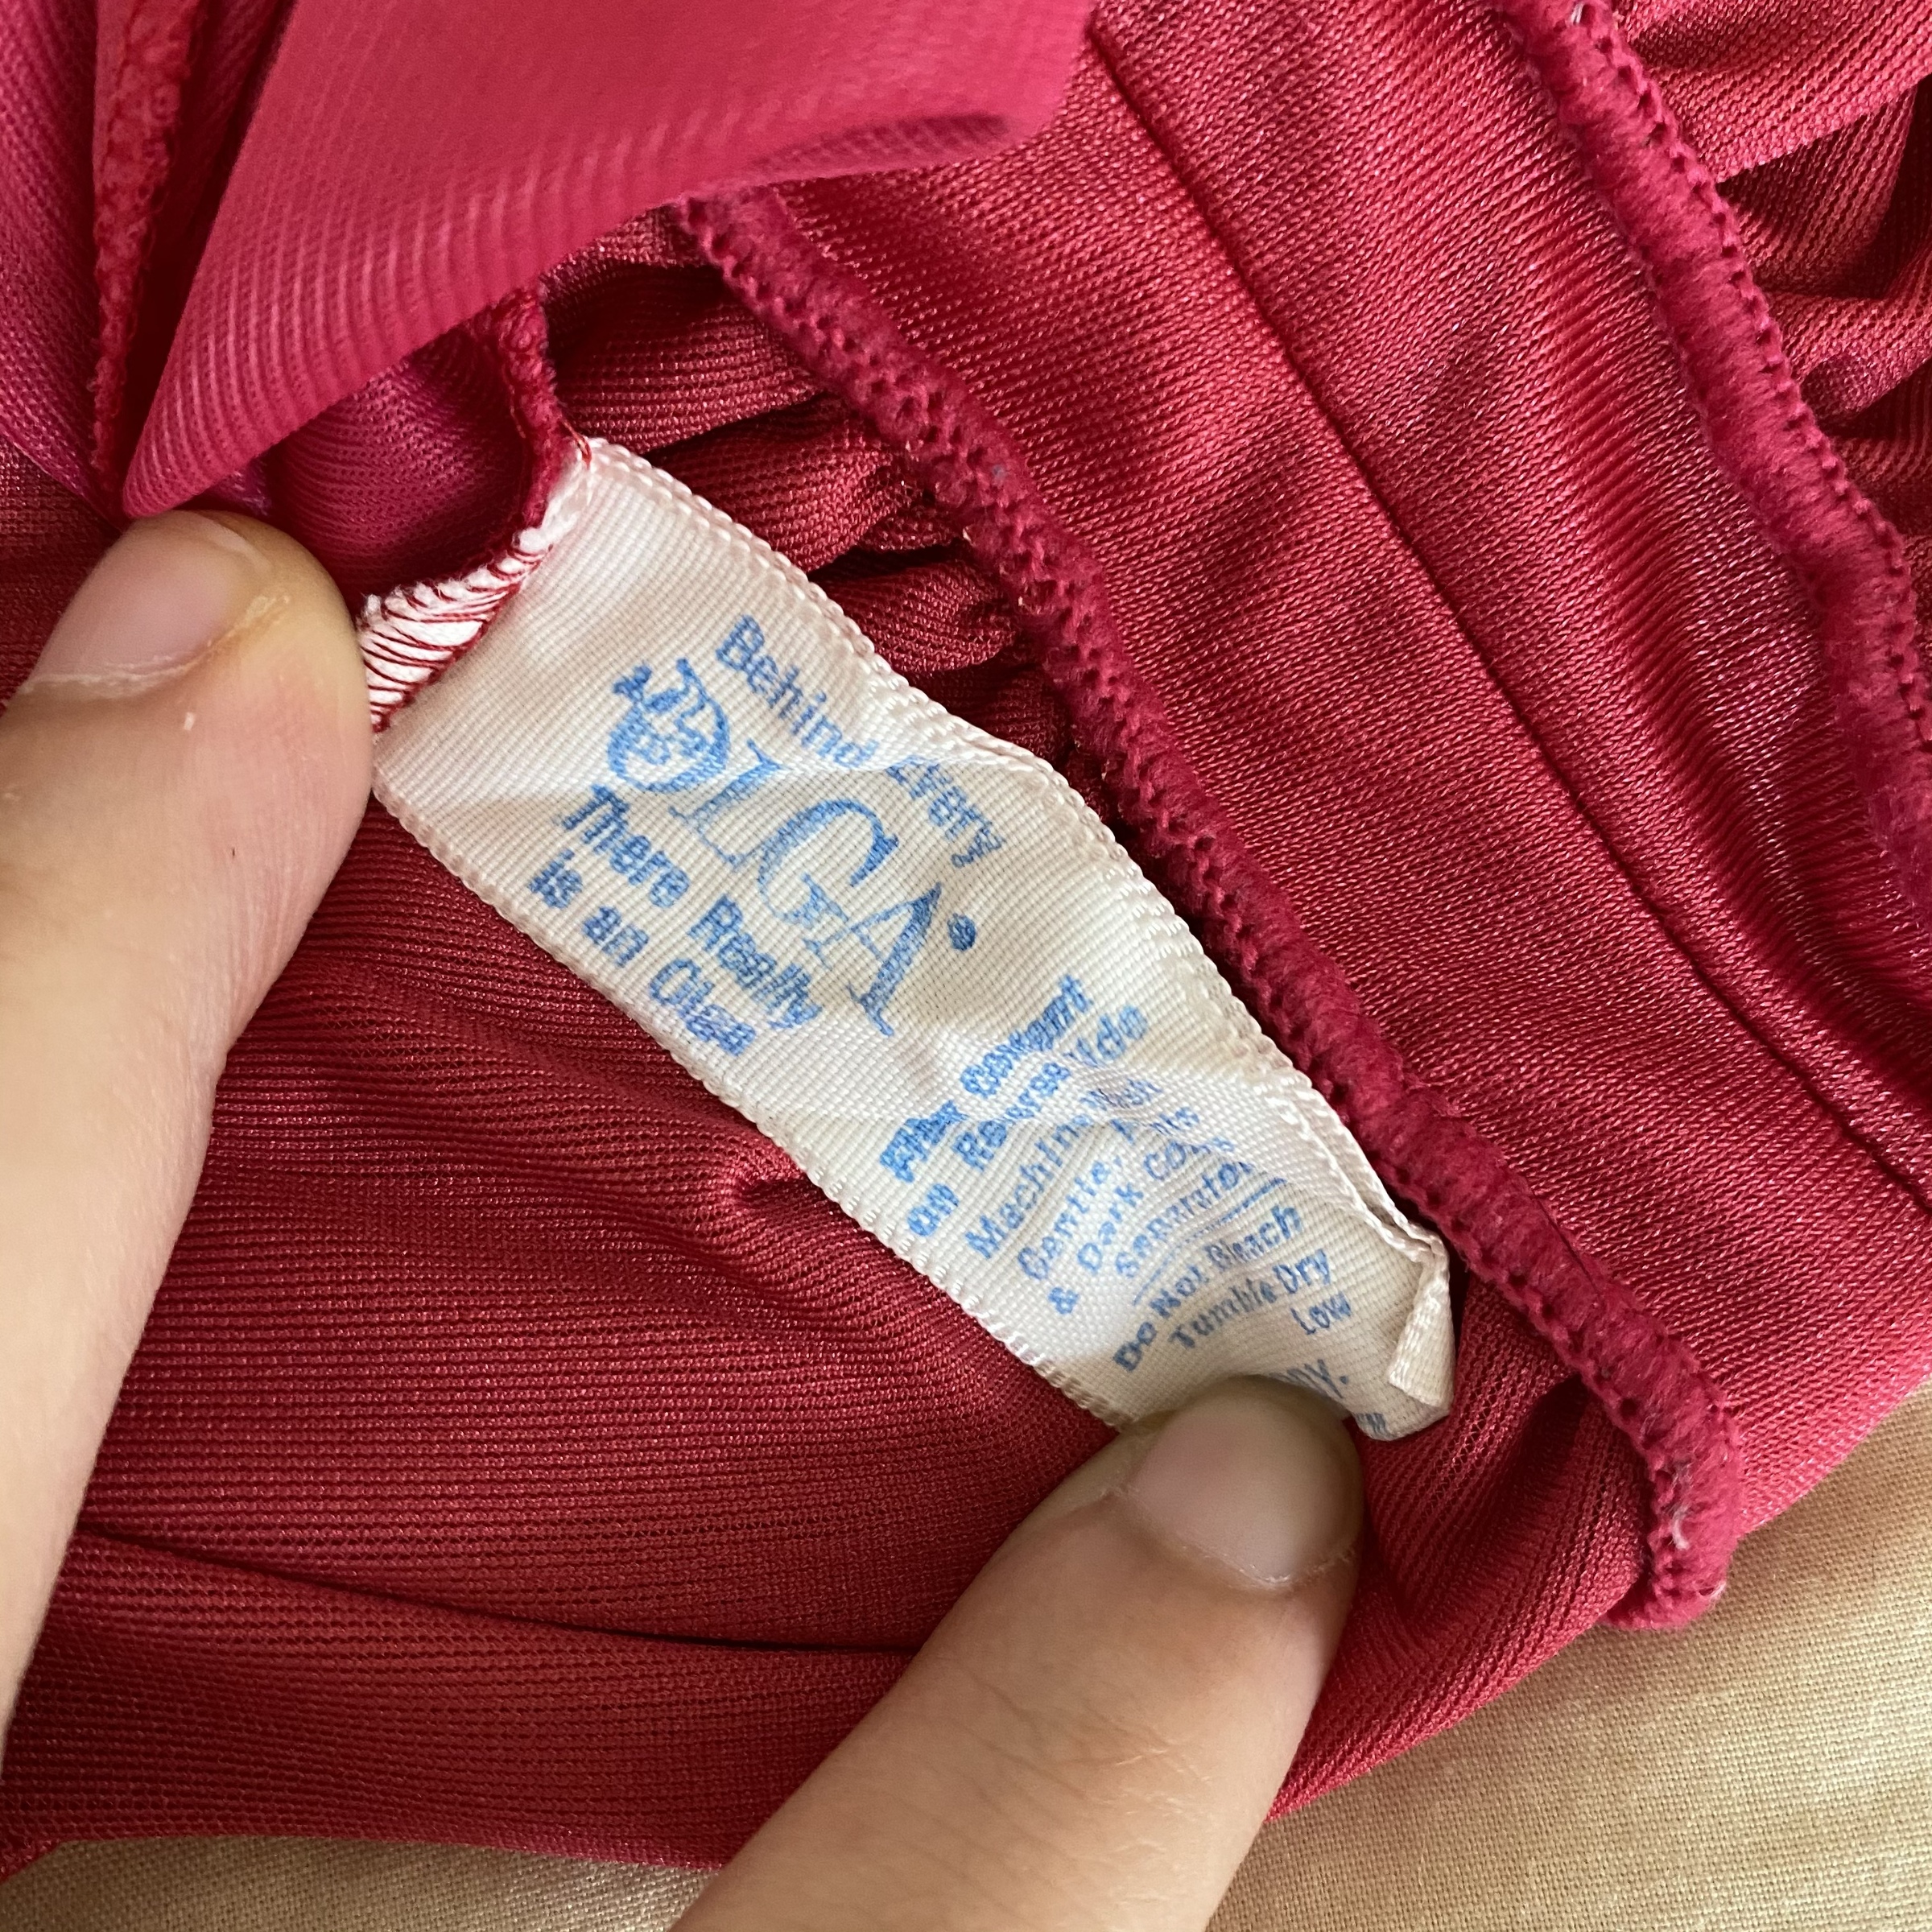 Behind Every
OLGA®
There Really
is an Olga
Fiber Content
on Reverse Side
Machine Wash
Gentle,
& Dark Colors
Separately
Do Not Bleach
Tumble Dry
Low